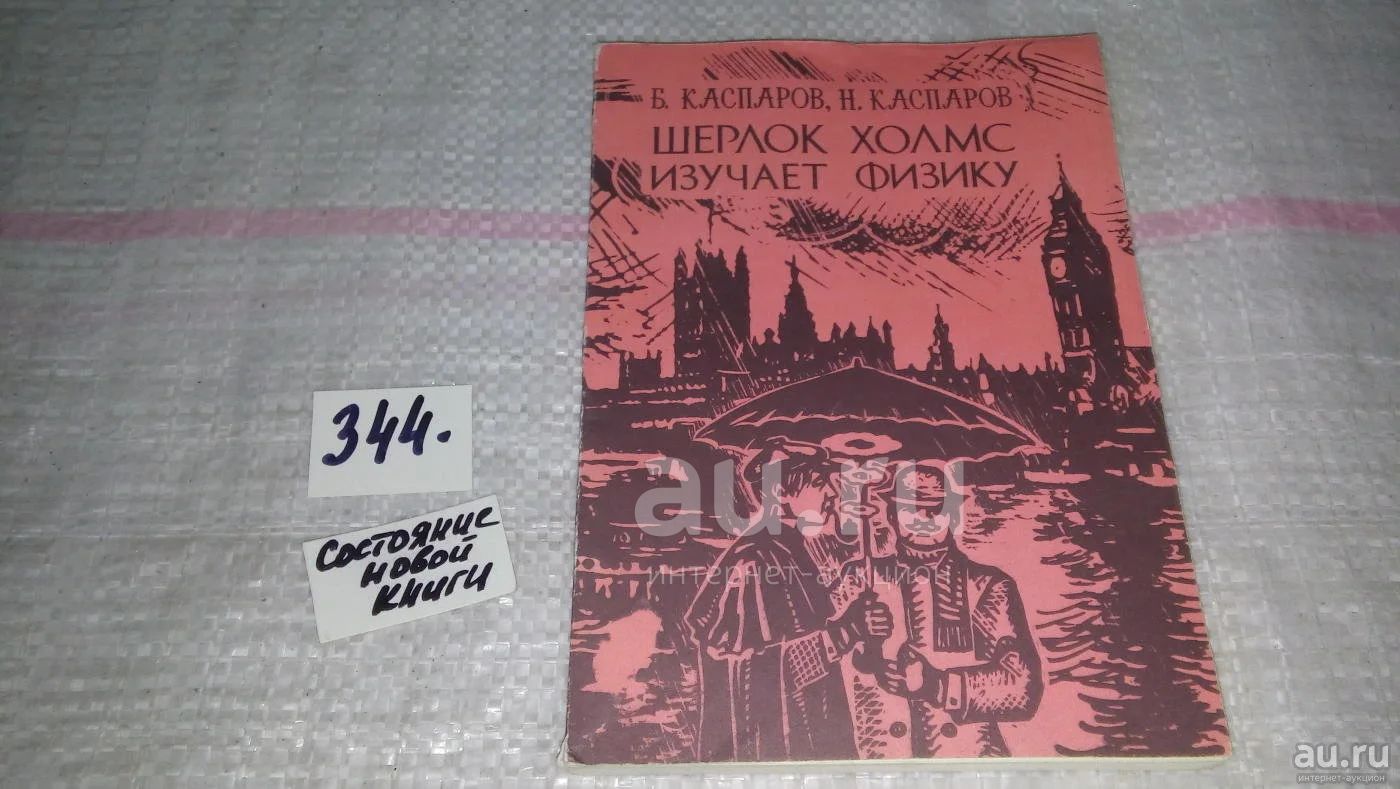 Б. КАСПАРОВ, Н. КАСПАРОВ
ШЕРЛОК ХОЛМС
ИЗУЧАЕТ ФИЗИКУ
344.
СОСТОЯНИЕ
НОВОЙ
КНИГИ
au.ru
интернет-аукцион
au.ru
интернет-аукцион